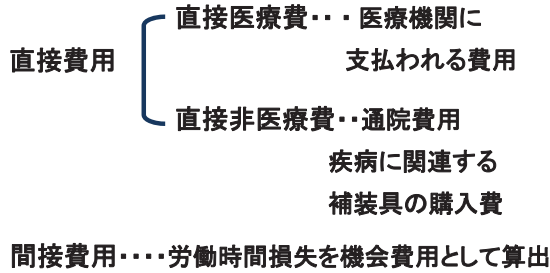 直接医療費・・・医療機関に
直接費用
支払われる費用
直接非医療費・・通院費用
疾病に関連する
補装具の購入費
間接費用・・・・労働時間損失を機会費用として算出